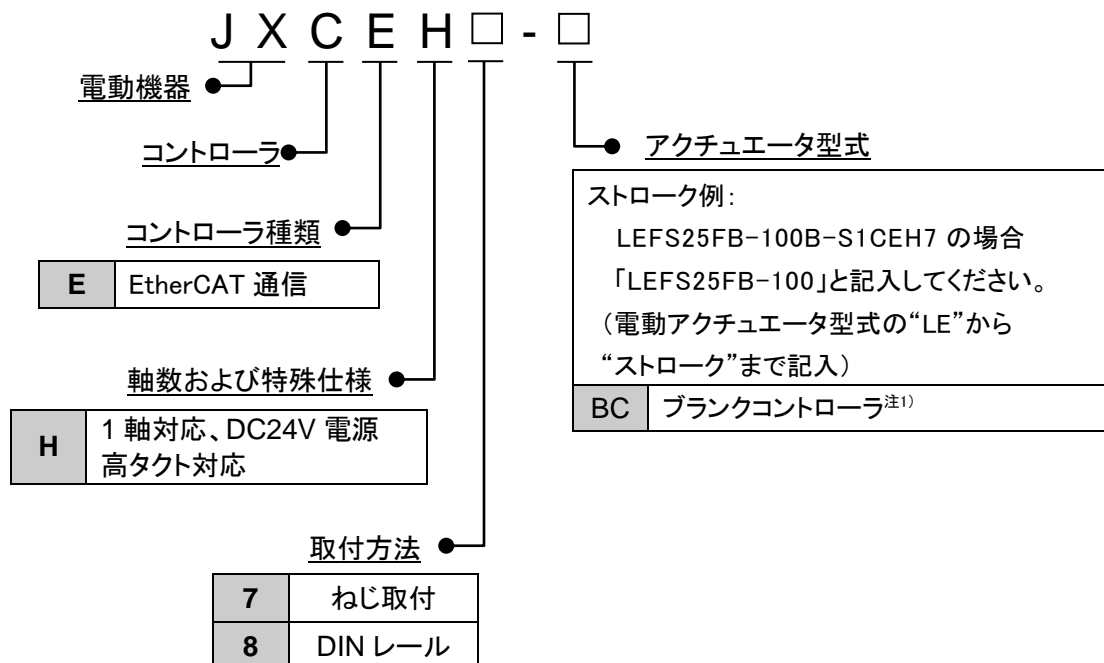 JXCEH□-□
電動機器
コントローラ
コントローラ種類
E EtherCAT 通信
軸数および特殊仕様
H 1 軸対応、DC24V 電源
高タクト対応
取付方法
7 ねじ取付
8 DIN レール
アクチュエータ型式
ストローク例：
LEFS25FB-100B-S1CEH7 の場合
「LEFS25FB-100」と記入してください。
（電動アクチュエータ型式の“LE”から
“ストローク”まで記入）
BC ブランクコントローラ注1)